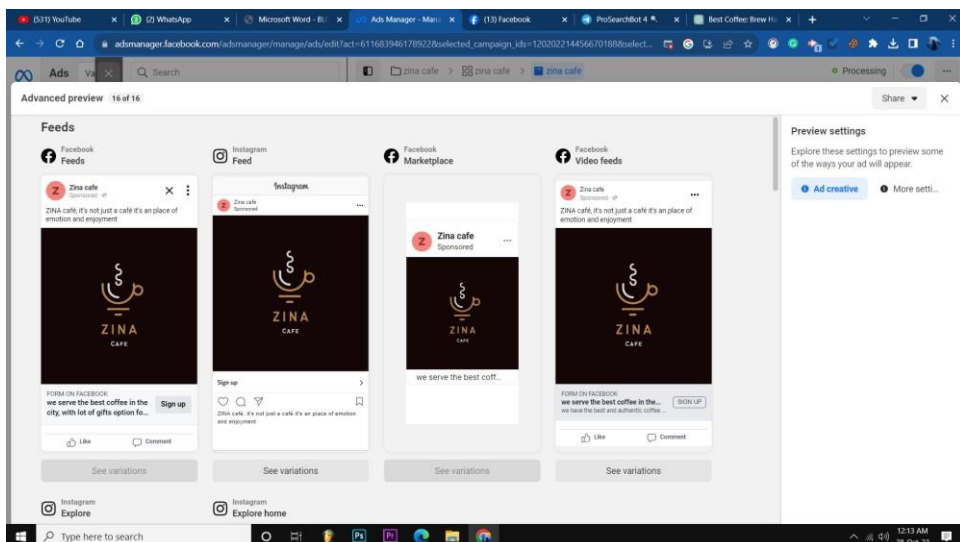 (531) YouTube
(2) WhatsApp
Microsoft Word - BL
Ads Manager - Mana
(13) Facebook
ProSearchBot 4
Best Coffee: Brew Ho
adsmanager.facebook.com/adsmanager/manage/ads/edit?act=611683946178922&selected_campaign_ids=120202214456670188&select...
Ads
Va
Search
zina cafe
zina cafe
zina cafe
Processing
Advanced preview 16 of 16
Share
Feeds
Facebook
Feeds
Zina cafe
Sponsored
ZINA café, it's not just a café it's an place of
emotion and enjoyment
ZINA
CAFE
FORM ON FACEBOOK
we serve the best coffee in the
city, with lot of gifts option fo...
Sign up
Like
Comment
See variations
Instagram
Feed
Instagram
Zina cafe
Sponsored
ZINA
CAFE
Sign up
ZINA café, it's not just a café it's an place of emotion
and enjoyment
See variations
Facebook
Marketplace
Zina cafe
Sponsored
ZINA
CAFE
we serve the best coff...
See variations
Facebook
Video feeds
Zina cafe
Sponsored
ZINA café, it's not just a café it's an place of
emotion and enjoyment
ZINA
CAFE
FORM ON FACEBOOK
we serve the best coffee in the...
we have the best and authentic coffee ...
SIGN UP
Like
Comment
See variations
Instagram
Explore
Instagram
Explore home
Preview settings
Explore these settings to preview some
of the ways your ad will appear.
Ad creative
More setti...
Type here to search
Ps
Pr
12:13 AM